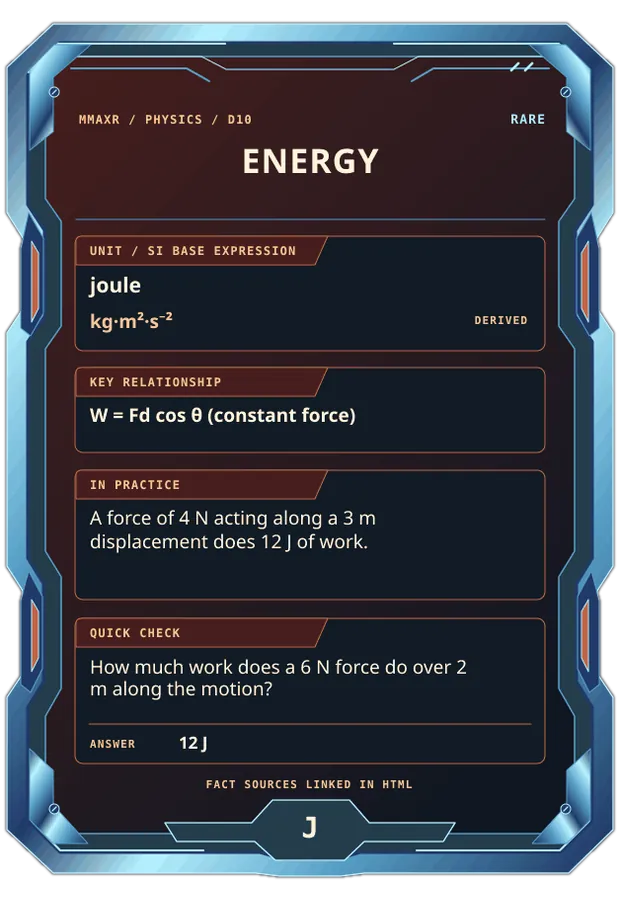 MMAXR / PHYSICS / D10
RARE
ENERGY
UNIT / SI BASE EXPRESSION
joule
kg·m²·s⁻²
DERIVED
KEY RELATIONSHIP
W = Fd cos θ (constant force)
IN PRACTICE
A force of 4 N acting along a 3 m
displacement does 12 J of work.
QUICK CHECK
How much work does a 6 N force do over 2
m along the motion?
ANSWER 12 J
FACT SOURCES LINKED IN HTML
J